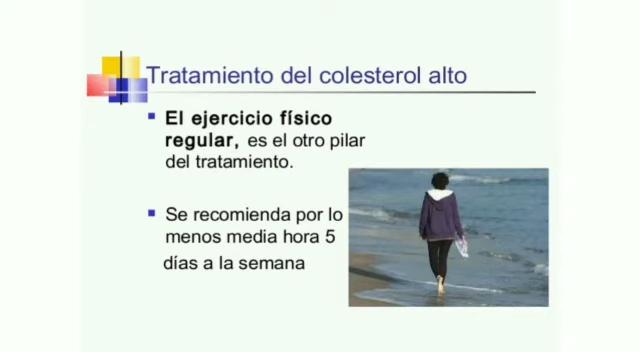 Tratamiento del colesterol alto
El ejercicio físico
regular, es el otro pilar
del tratamiento.
Se recomienda por lo
menos media hora 5
días a la semana